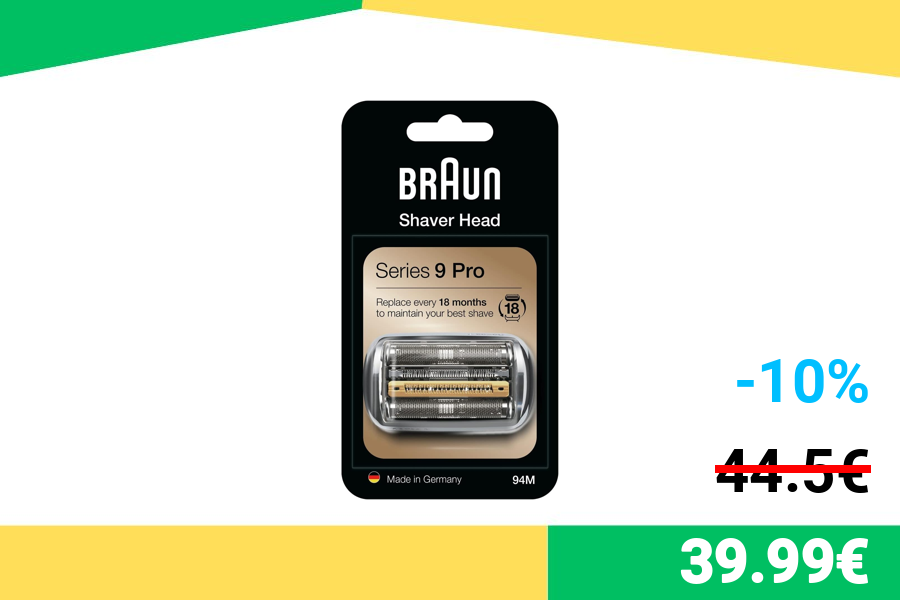 BRAUN
Shaver Head
Series 9 Pro
Replace every 18 months
to maintain your best shave
18
Made in Germany
94M
-10%
44.5€
39.99€